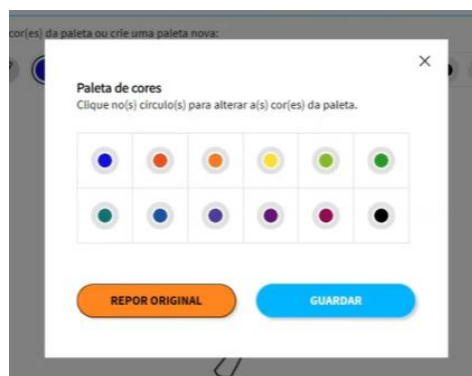 cor(es) da paleta ou crie uma paleta nova:
Paleta de cores
Clique no(s) círculo(s) para alterar a(s) cor(es) da paleta.
REPOR ORIGINAL
GUARDAR